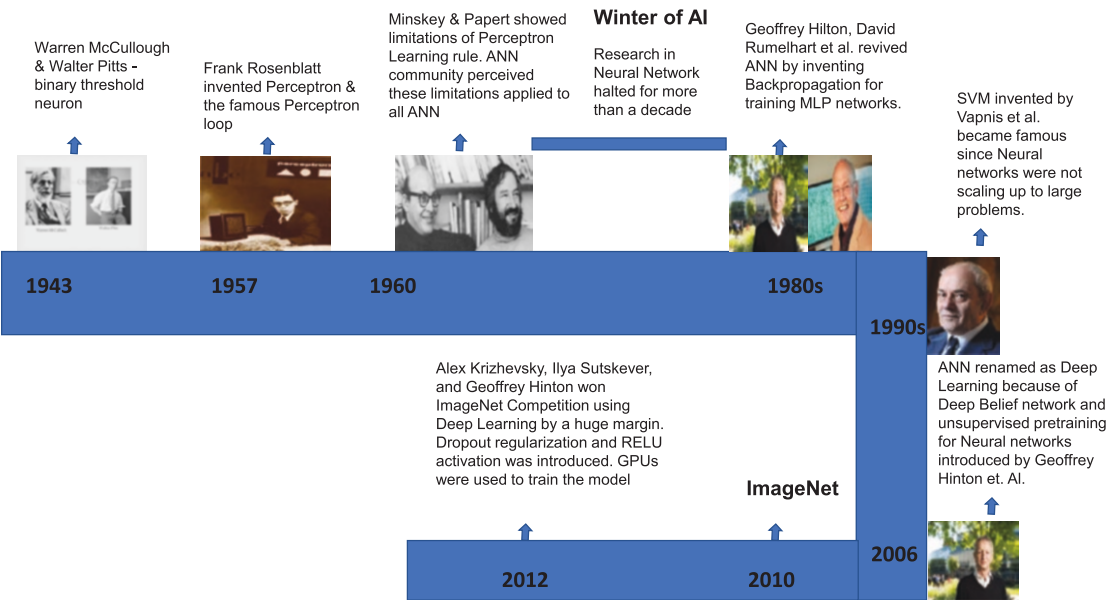 Warren McCullough
& Walter Pitts -
binary threshold
neuron
Frank Rosenblatt
invented Perceptron &
the famous Perceptron
loop
Minskey & Papert showed
limitations of Perceptron
Learning rule. ANN
community perceived
these limitations applied to
all ANN
Winter of AI
Research in
Neural Network
halted for more
than a decade
Geoffrey Hilton, David
Rumelhart et al. revived
ANN by inventing
Backpropagation for
training MLP networks.
SVM invented by
Vapnis et al.
became famous
since Neural
networks were not
scaling up to large
problems.
1943
1957
1960
1980s
1990s
ANN renamed as Deep
Learning because of
Deep Belief network and
unsupervised pretraining
for Neural networks
introduced by Geoffrey
Hinton et. Al.
2006
ImageNet
2010
Alex Krizhevsky, Ilya Sutskever,
and Geoffrey Hinton won
ImageNet Competition using
Deep Learning by a huge margin.
Dropout regularization and RELU
activation was introduced. GPUs
were used to train the model
2012